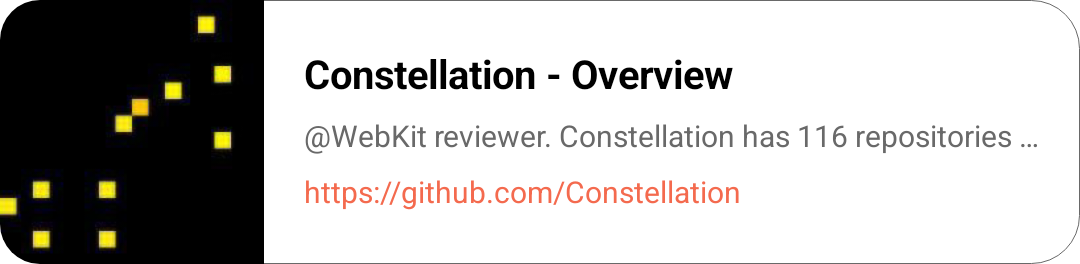 Constellation - Overview
@WebKit reviewer. Constellation has 116 repositories ...
https://github.com/Constellation